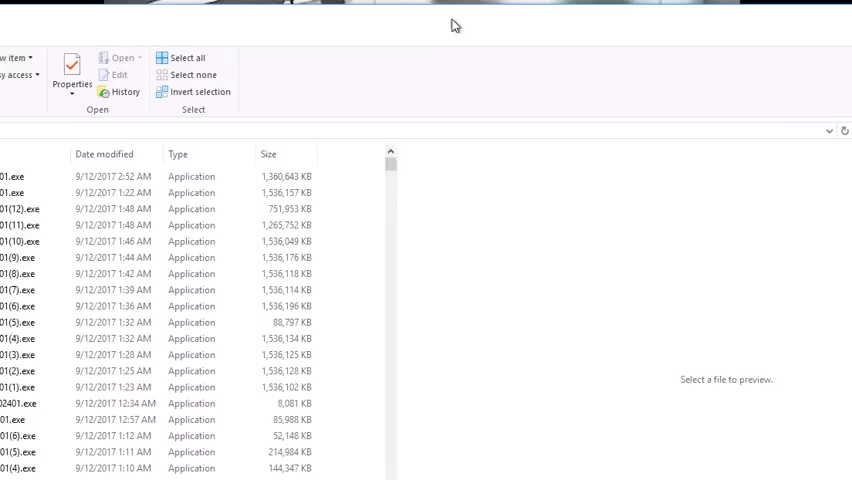 w item
Open
Select all
sy access
Properties
Edit
Select none
History
Invert selection
Open
Select
Date modified Type Size
01.exe 9/12/2017 2:52 AM Application 1,360,643 KB
01.exe 9/12/2017 1:22 AM Application 1,536,157 KB
01(12).exe 9/12/2017 1:48 AM Application 751,953 KB
01(11).exe 9/12/2017 1:48 AM Application 1,265,752 KB
01(10).exe 9/12/2017 1:46 AM Application 1,536,049 KB
01(9).exe 9/12/2017 1:44 AM Application 1,536,176 KB
01(8).exe 9/12/2017 1:42 AM Application 1,536,118 KB
01(7).exe 9/12/2017 1:39 AM Application 1,536,114 KB
01(6).exe 9/12/2017 1:36 AM Application 1,536,196 KB
01(5).exe 9/12/2017 1:32 AM Application 88,797 KB
01(4).exe 9/12/2017 1:32 AM Application 1,536,134 KB
01(3).exe 9/12/2017 1:28 AM Application 1,536,125 KB
01(2).exe 9/12/2017 1:25 AM Application 1,536,128 KB
01(1).exe 9/12/2017 1:23 AM Application 1,536,102 KB
02401.exe 9/12/2017 12:34 AM Application 8,081 KB
01.exe 9/12/2017 12:57 AM Application 85,988 KB
01(6).exe 9/12/2017 1:12 AM Application 52,148 KB
01(5).exe 9/12/2017 1:11 AM Application 214,984 KB
01(4).exe 9/12/2017 1:10 AM Application 144,347 KB
Select a file to preview.